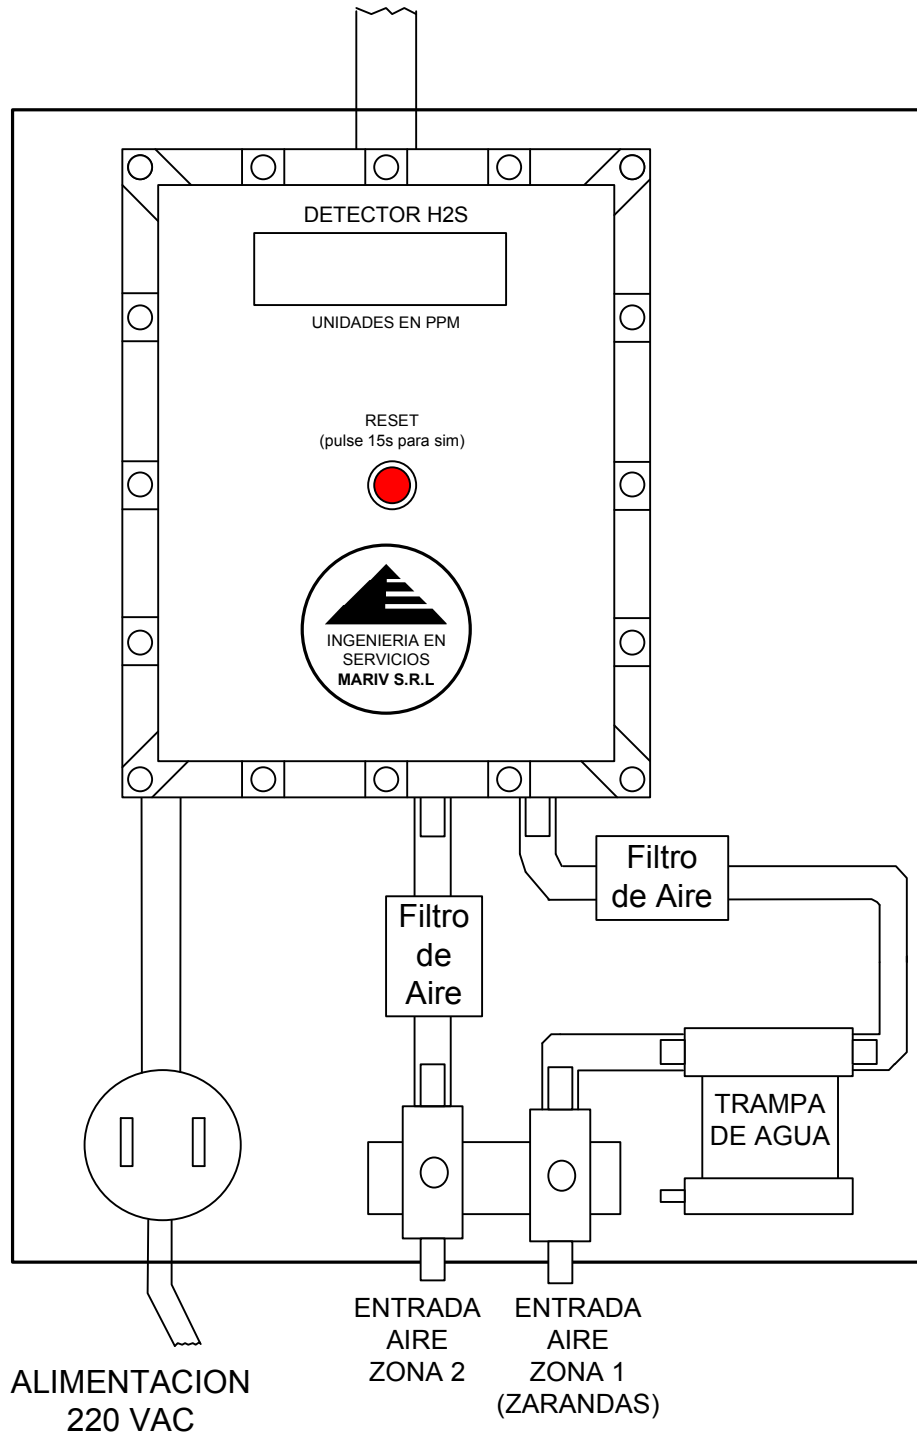 DETECTOR H2S
UNIDADES EN PPM
RESET
(pulse 15s para sim)
INGENIERIA EN
SERVICIOS
MARIV S.R.L
Filtro
de Aire
Filtro
de
Aire
TRAMPA
DE AGUA
ENTRADA
AIRE
ZONA 2
ENTRADA
AIRE
ZONA 1
(ZARANDAS)
ALIMENTACION
220 VAC